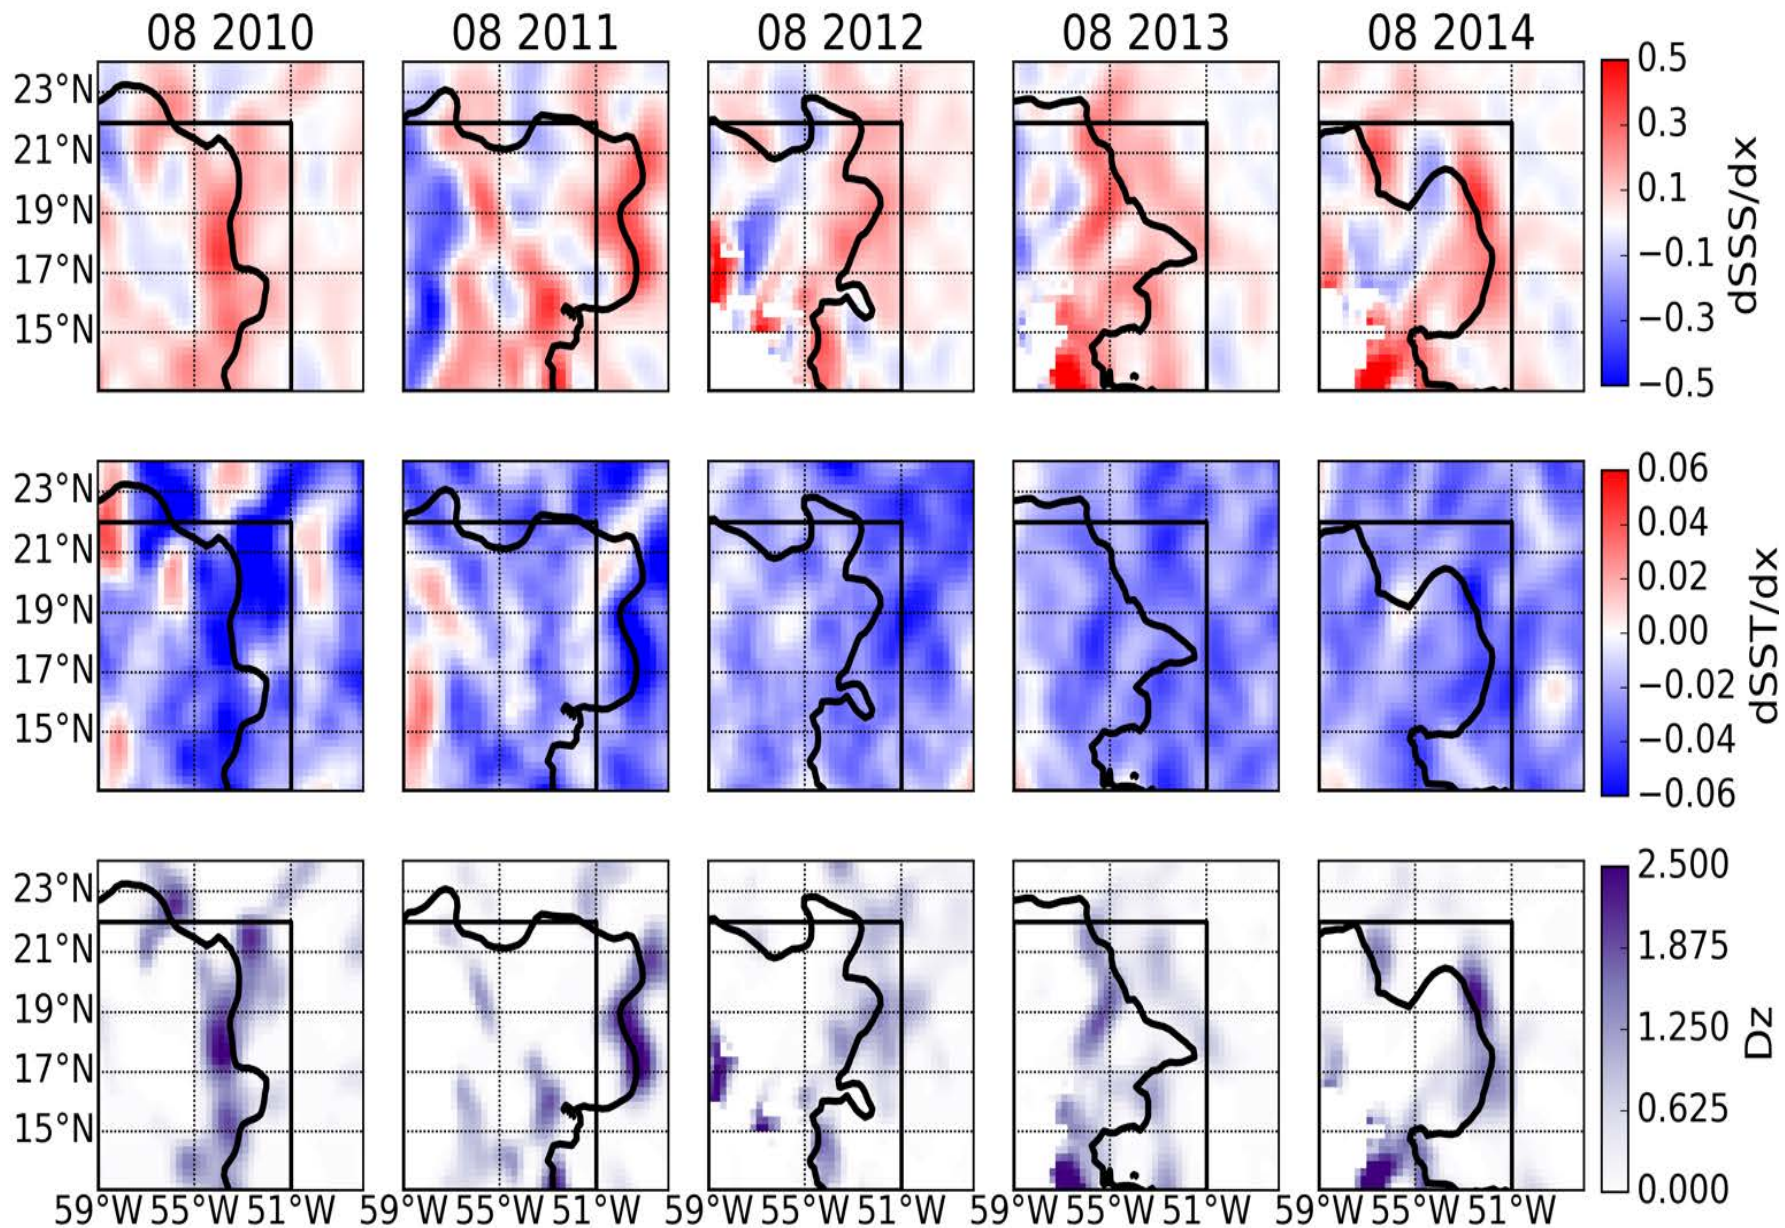 08 2010 08 2011 08 2012 08 2013 08 2014
23°N
21°N
19°N
17°N
15°N
0.5
0.3
0.1
−0.1
−0.3
−0.5
dSSS/dx
23°N
21°N
19°N
17°N
15°N
0.06
0.04
0.02
0.00
−0.02
−0.04
−0.06
dSST/dx
23°N
21°N
19°N
17°N
15°N
2.500
1.875
1.250
0.625
0.000
Dz
59°W 55°W 51°W 59°W 55°W 51°W 59°W 55°W 51°W 59°W 55°W 51°W 59°W 55°W 51°W